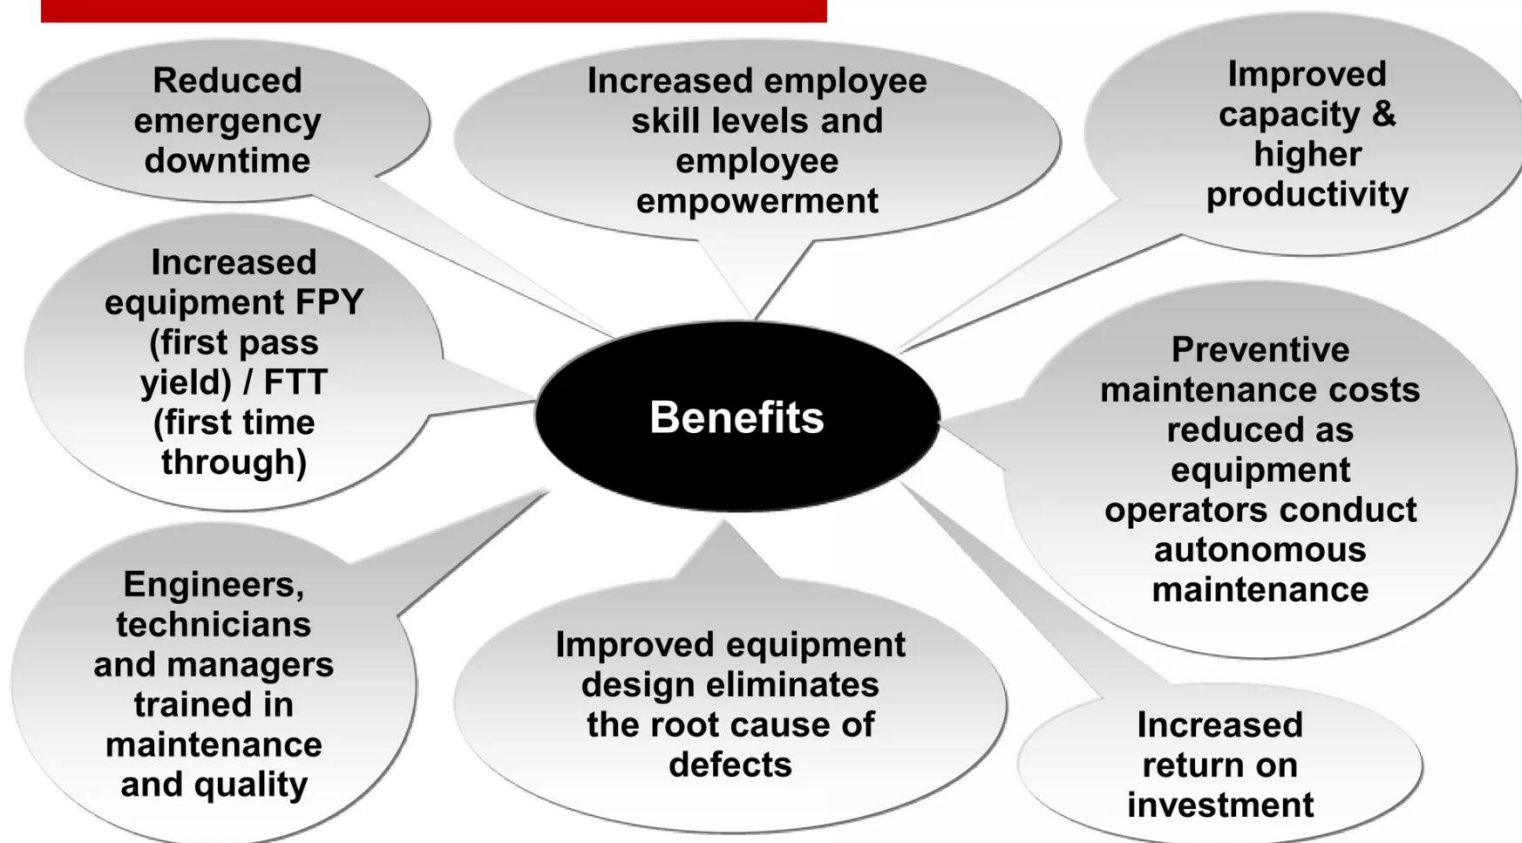 Reduced
emergency
downtime
Increased employee
skill levels and
employee
empowerment
Improved
capacity &
higher
productivity
Increased
equipment FPY
(first pass
yield) / FTT
(first time
through)
Benefits
Preventive
maintenance costs
reduced as
equipment
operators conduct
autonomous
maintenance
Engineers,
technicians
and managers
trained in
maintenance
and quality
Improved equipment
design eliminates
the root cause of
defects
Increased
return on
investment